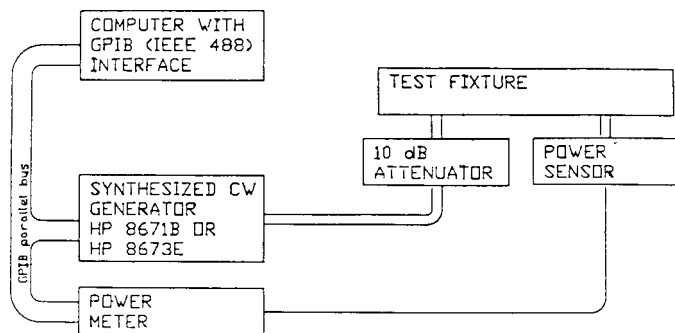 COMPUTER WITH
GPIB (IEEE 488)
INTERFACE
TEST FIXTURE
10 dB
ATTENUATOR
POWER
SENSOR
SYNTHESIZED CW
GENERATOR
HP 8671B OR
HP 8673E
GPIB parallel bus
POWER
METER